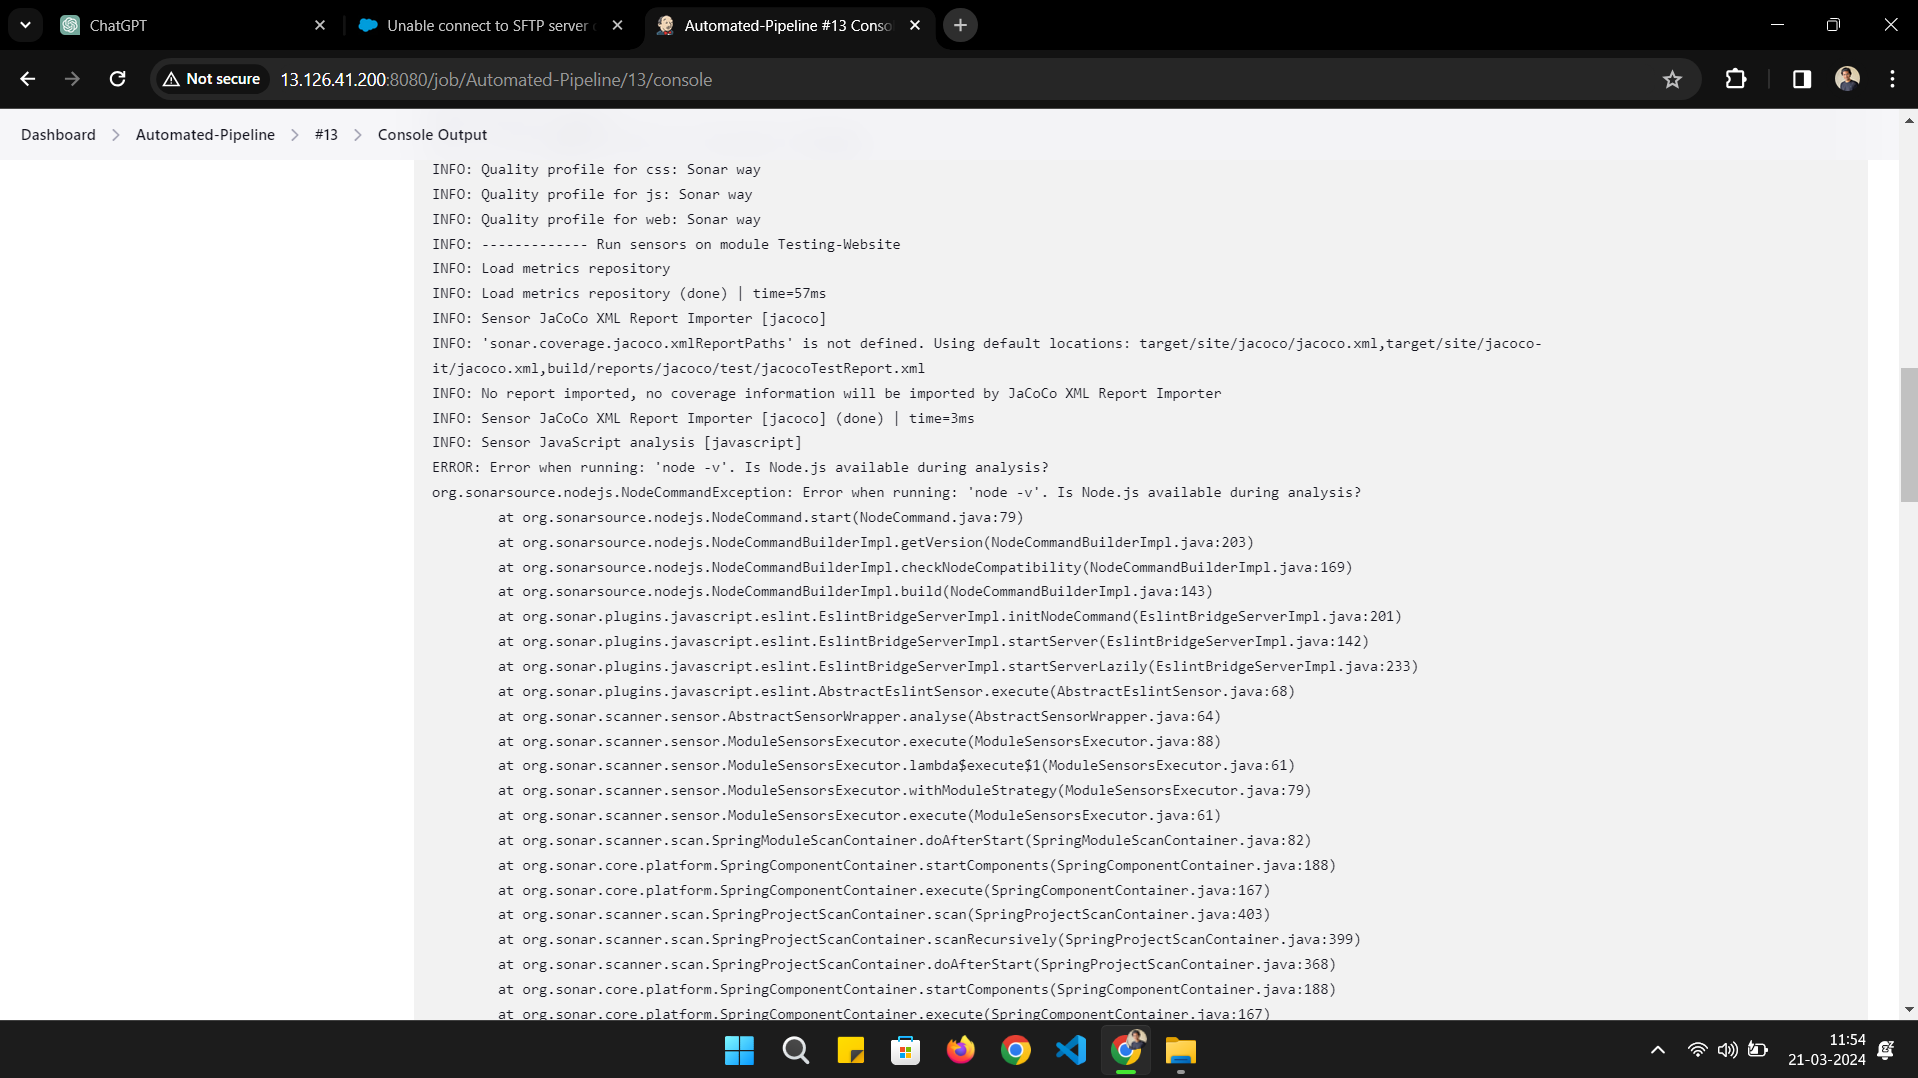 ChatGPT
Unable connect to SFTP server
Automated-Pipeline #13 Conso
Not secure
13.126.41.200:8080/job/Automated-Pipeline/13/console
Dashboard
Automated-Pipeline
#13
Console Output
INFO: Quality profile for css: Sonar way
INFO: Quality profile for js: Sonar way
INFO: Quality profile for web: Sonar way
INFO: ------------- Run sensors on module Testing-Website
INFO: Load metrics repository
INFO: Load metrics repository (done) | time=57ms
INFO: Sensor JaCoCo XML Report Importer [jacoco]
INFO: 'sonar.coverage.jacoco.xmlReportPaths' is not defined. Using default locations: target/site/jacoco/jacoco.xml,target/site/jacoco-
it/jacoco.xml,build/reports/jacoco/test/jacocoTestReport.xml
INFO: No report imported, no coverage information will be imported by JaCoCo XML Report Importer
INFO: Sensor JaCoCo XML Report Importer [jacoco] (done) | time=3ms
INFO: Sensor JavaScript analysis [javascript]
ERROR: Error when running: 'node -v'. Is Node.js available during analysis?
org.sonarsource.nodejs.NodeCommandException: Error when running: 'node -v'. Is Node.js available during analysis?
at org.sonarsource.nodejs.NodeCommand.start(NodeCommand.java:79)
at org.sonarsource.nodejs.NodeCommandBuilderImpl.getVersion(NodeCommandBuilderImpl.java:203)
at org.sonarsource.nodejs.NodeCommandBuilderImpl.checkNodeCompatibility(NodeCommandBuilderImpl.java:169)
at org.sonarsource.nodejs.NodeCommandBuilderImpl.build(NodeCommandBuilderImpl.java:143)
at org.sonar.plugins.javascript.eslint.EslintBridgeServerImpl.initNodeCommand(EslintBridgeServerImpl.java:201)
at org.sonar.plugins.javascript.eslint.EslintBridgeServerImpl.startServer(EslintBridgeServerImpl.java:142)
at org.sonar.plugins.javascript.eslint.EslintBridgeServerImpl.startServerLazily(EslintBridgeServerImpl.java:233)
at org.sonar.plugins.javascript.eslint.AbstractEslintSensor.execute(AbstractEslintSensor.java:68)
at org.sonar.scanner.sensor.AbstractSensorWrapper.analyse(AbstractSensorWrapper.java:64)
at org.sonar.scanner.sensor.ModuleSensorsExecutor.execute(ModuleSensorsExecutor.java:88)
at org.sonar.scanner.sensor.ModuleSensorsExecutor.lambda$execute$1(ModuleSensorsExecutor.java:61)
at org.sonar.scanner.sensor.ModuleSensorsExecutor.withModuleStrategy(ModuleSensorsExecutor.java:79)
at org.sonar.scanner.sensor.ModuleSensorsExecutor.execute(ModuleSensorsExecutor.java:61)
at org.sonar.scanner.scan.SpringModuleScanContainer.doAfterStart(SpringModuleScanContainer.java:82)
at org.sonar.core.platform.SpringComponentContainer.startComponents(SpringComponentContainer.java:188)
at org.sonar.core.platform.SpringComponentContainer.execute(SpringComponentContainer.java:167)
at org.sonar.scanner.scan.SpringProjectScanContainer.scan(SpringProjectScanContainer.java:403)
at org.sonar.scanner.scan.SpringProjectScanContainer.scanRecursively(SpringProjectScanContainer.java:399)
at org.sonar.scanner.scan.SpringProjectScanContainer.doAfterStart(SpringProjectScanContainer.java:368)
at org.sonar.core.platform.SpringComponentContainer.startComponents(SpringComponentContainer.java:188)
at org.sonar.core.platform.SpringComponentContainer.execute(SpringComponentContainer.java:167)
11:54
21-03-2024